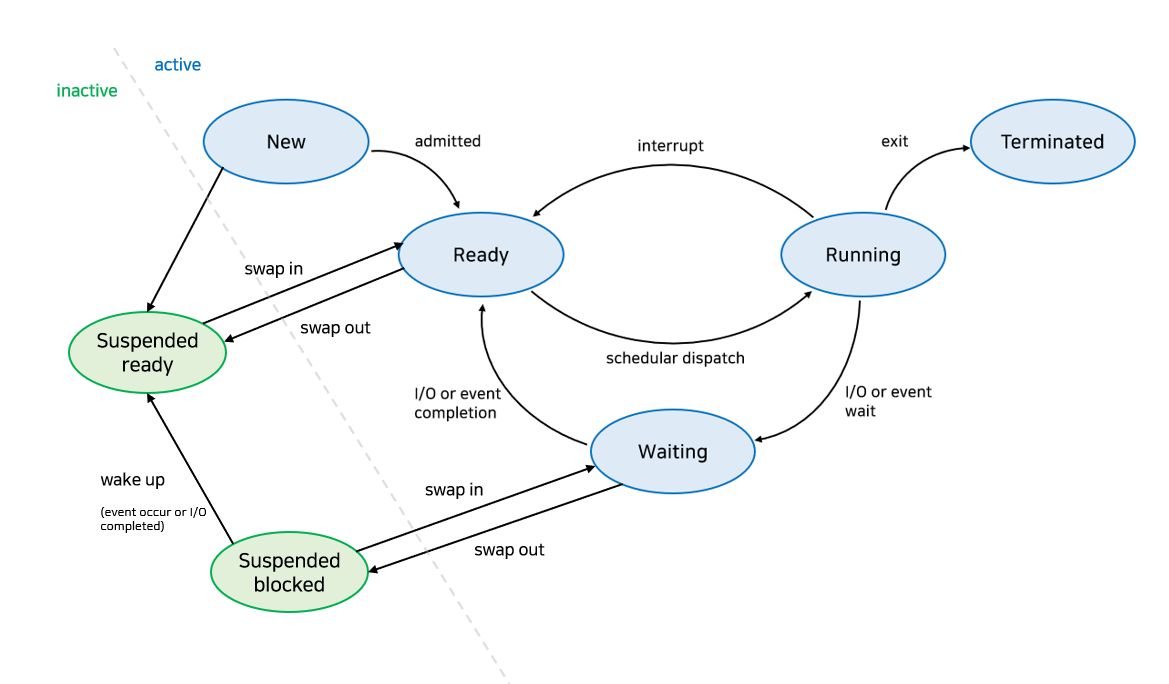 active
inactive
New
admitted
interrupt
exit
Terminated
Ready
Running
swap in
swap out
Suspended
ready
schedular dispatch
I/O or event
completion
I/O or event
wait
Waiting
wake up
(event occur or I/O
completed)
swap in
swap out
Suspended
blocked